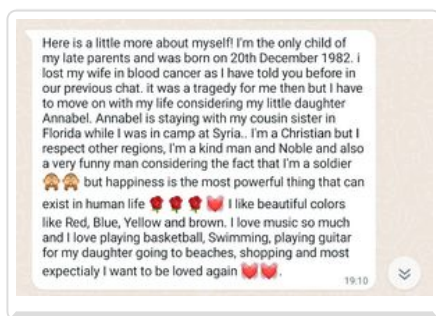 Here is a little more about myself! I'm the only child of
my late parents and was born on 20th December 1982. i
lost my wife in blood cancer as I have told you before in
our previous chat. it was a tragedy for me then but I have
to move on with my life considering my little daughter
Annabel. Annabel is staying with my cousin sister in
Florida while I was in camp at Syria.. I'm a Christian but I
respect other regions, I'm a kind man and Noble and also
a very funny man considering the fact that I'm a soldier
🙈🙈 but happiness is the most powerful thing that can
exist in human life 🌹🌹🌹💓 I like beautiful colors
like Red, Blue, Yellow and brown. I love music so much
and I love playing basketball, Swimming, playing guitar
for my daughter going to beaches, shopping and most
expectialy I want to be loved again 💓💓.
19:10